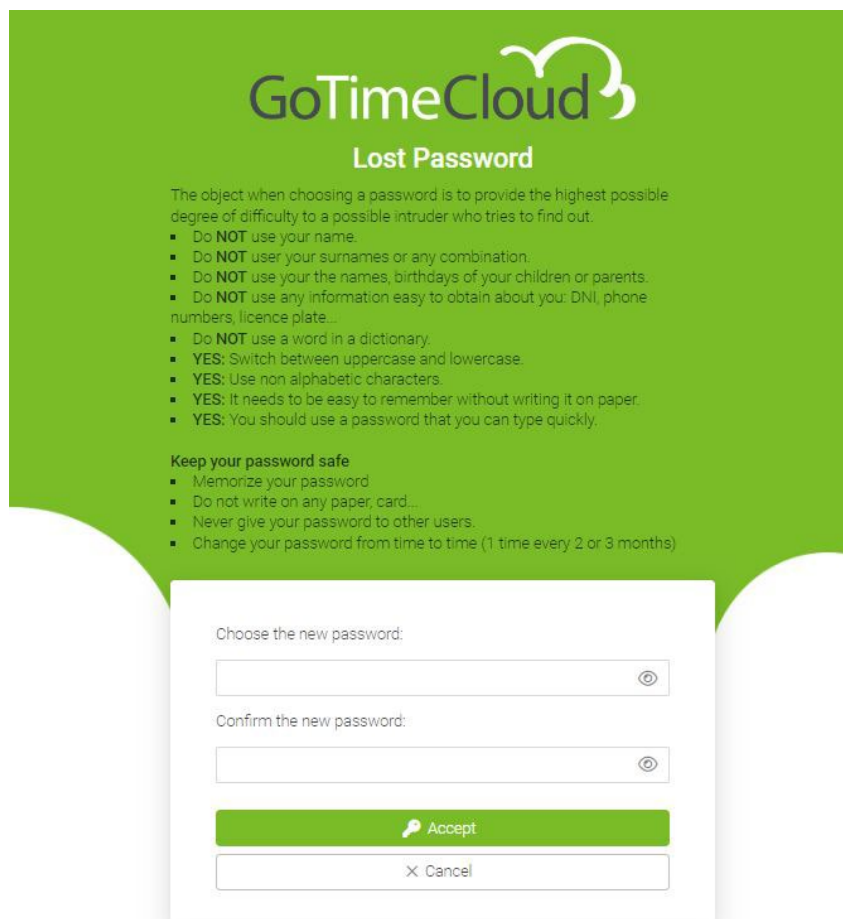 GoTimeCloud
Lost Password
The object when choosing a password is to provide the highest possible
degree of difficulty to a possible intruder who tries to find out.
▪ Do NOT use your name.
▪ Do NOT user your surnames or any combination.
▪ Do NOT use your the names, birthdays of your children or parents.
▪ Do NOT use any information easy to obtain about you: DNI, phone
numbers, licence plate...
▪ Do NOT use a word in a dictionary.
▪ YES: Switch between uppercase and lowercase.
▪ YES: Use non alphabetic characters.
▪ YES: It needs to be easy to remember without writing it on paper.
▪ YES: You should use a password that you can type quickly.
Keep your password safe
▪ Memorize your password
▪ Do not write on any paper, card...
▪ Never give your password to other users.
▪ Change your password from time to time (1 time every 2 or 3 months)
Choose the new password:
Confirm the new password:
Accept
Cancel